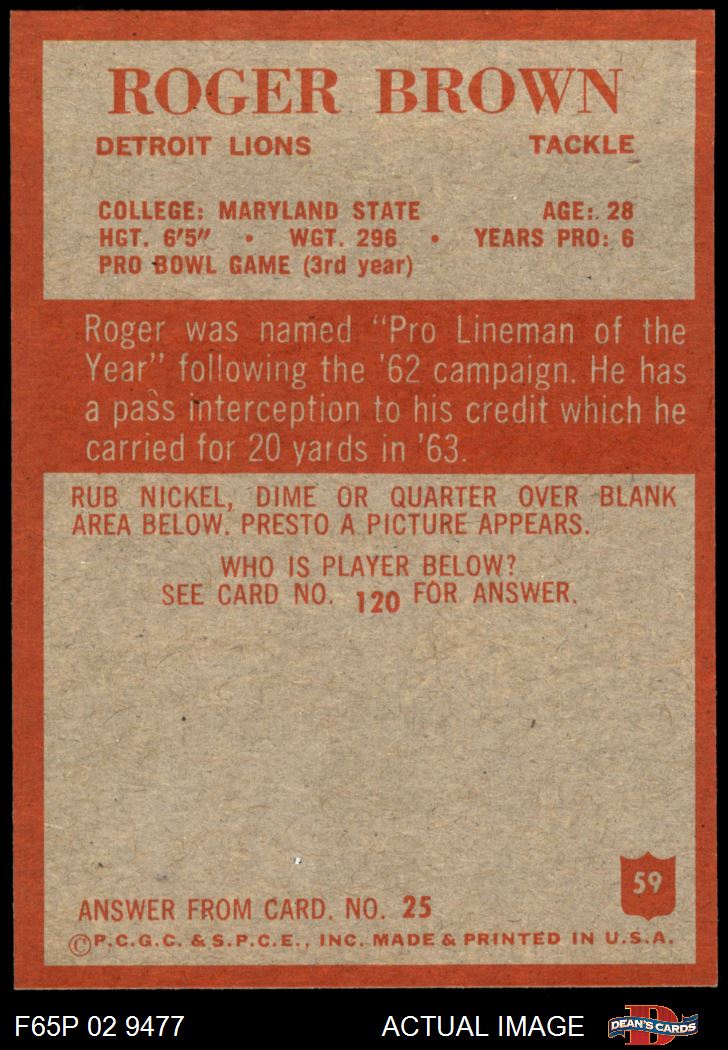 ROGER BROWN
DETROIT LIONS TACKLE
COLLEGE: MARYLAND STATE AGE: 28
HGT. 6'5" • WGT. 296 • YEARS PRO: 6
PRO BOWL GAME (3rd year)
Roger was named "Pro Lineman of the
Year" following the '62 campaign. He has
a pass interception to his credit which he
carried for 20 yards in '63.
RUB NICKEL, DIME OR QUARTER OVER BLANK
AREA BELOW. PRESTO A PICTURE APPEARS.
WHO IS PLAYER BELOW?
SEE CARD NO. 120 FOR ANSWER.
59
ANSWER FROM CARD. NO. 25
©P.C.G.C. & S.P.C.E., INC. MADE & PRINTED IN U.S.A.
F65P 02 9477 ACTUAL IMAGE D DEAN'S CARDS